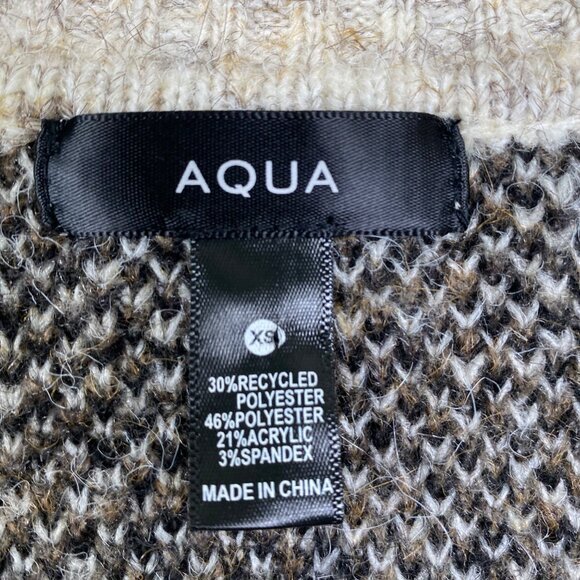 AQUA
XS
30%RECYCLED
POLYESTER
46%POLYESTER
21%ACRYLIC
3%SPANDEX
MADE IN CHINA